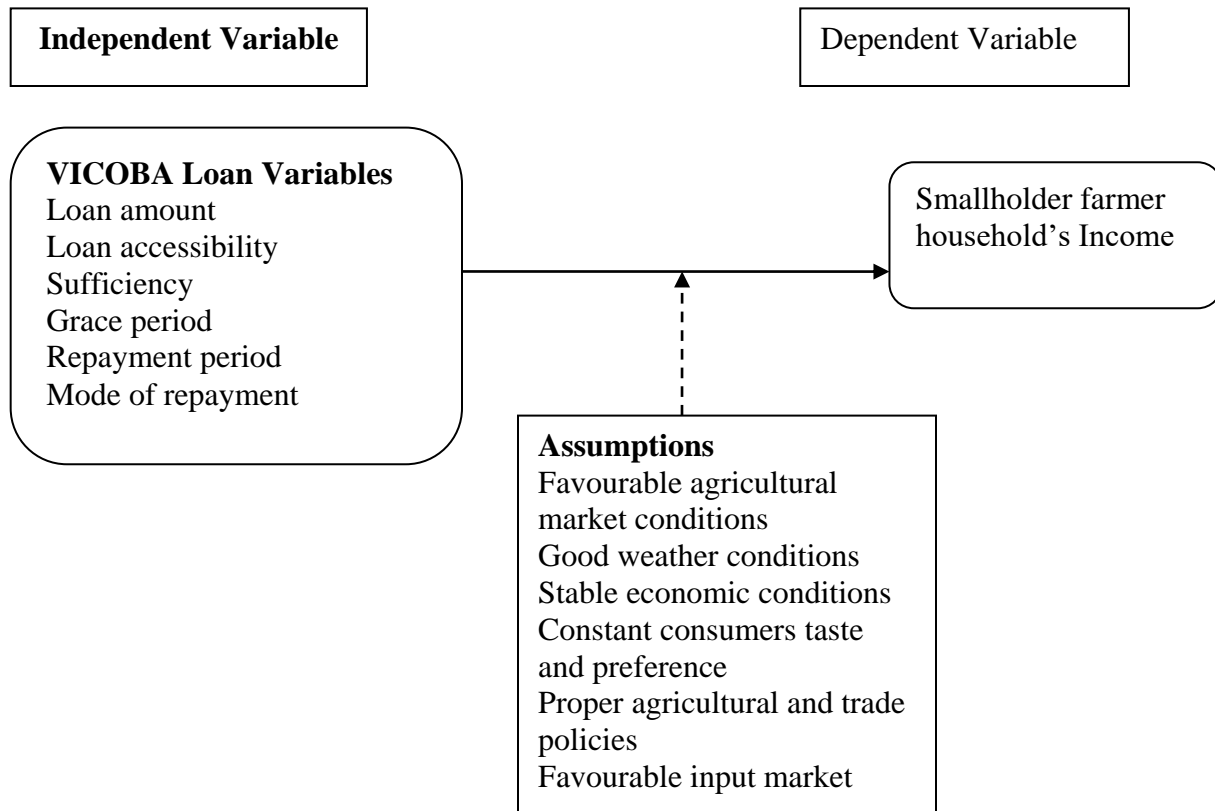 Independent Variable
Dependent Variable
VICOBA Loan Variables
Loan amount
Loan accessibility
Sufficiency
Grace period
Repayment period
Mode of repayment
Smallholder farmer
household’s Income
Assumptions
Favourable agricultural
market conditions
Good weather conditions
Stable economic conditions
Constant consumers taste
and preference
Proper agricultural and trade
policies
Favourable input market